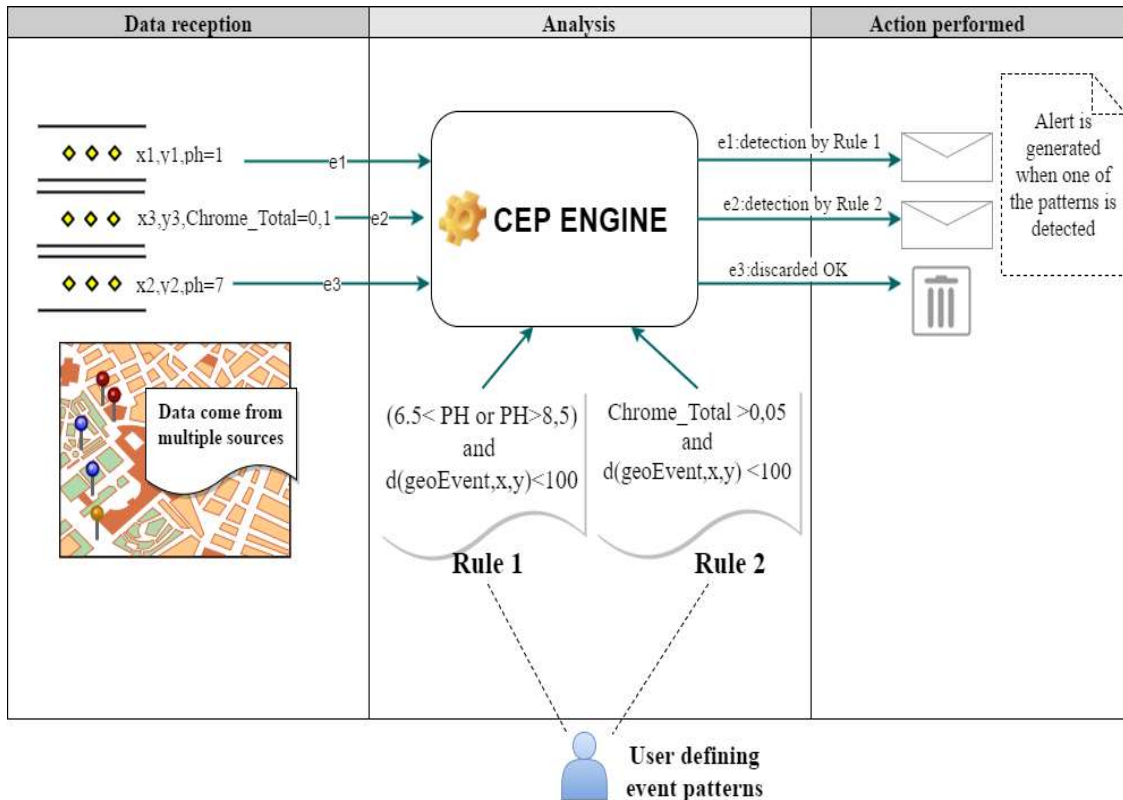 Data reception
Analysis
Action performed
x1,y1,ph=1
e1
x3,y3,Chrome_Total=0,1
e2
x2,y2,ph=7
e3
Data come from
multiple sources
CEP ENGINE
(6.5< PH or PH>8,5)
and
d(geoEvent,x,y)<100
Rule 1
Chrome_Total >0,05
and
d(geoEvent,x,y) <100
Rule 2
e1:detection by Rule 1
e2:detection by Rule 2
e3:discarded OK
Alert is
generated
when one of
the patterns is
detected
User defining
event patterns